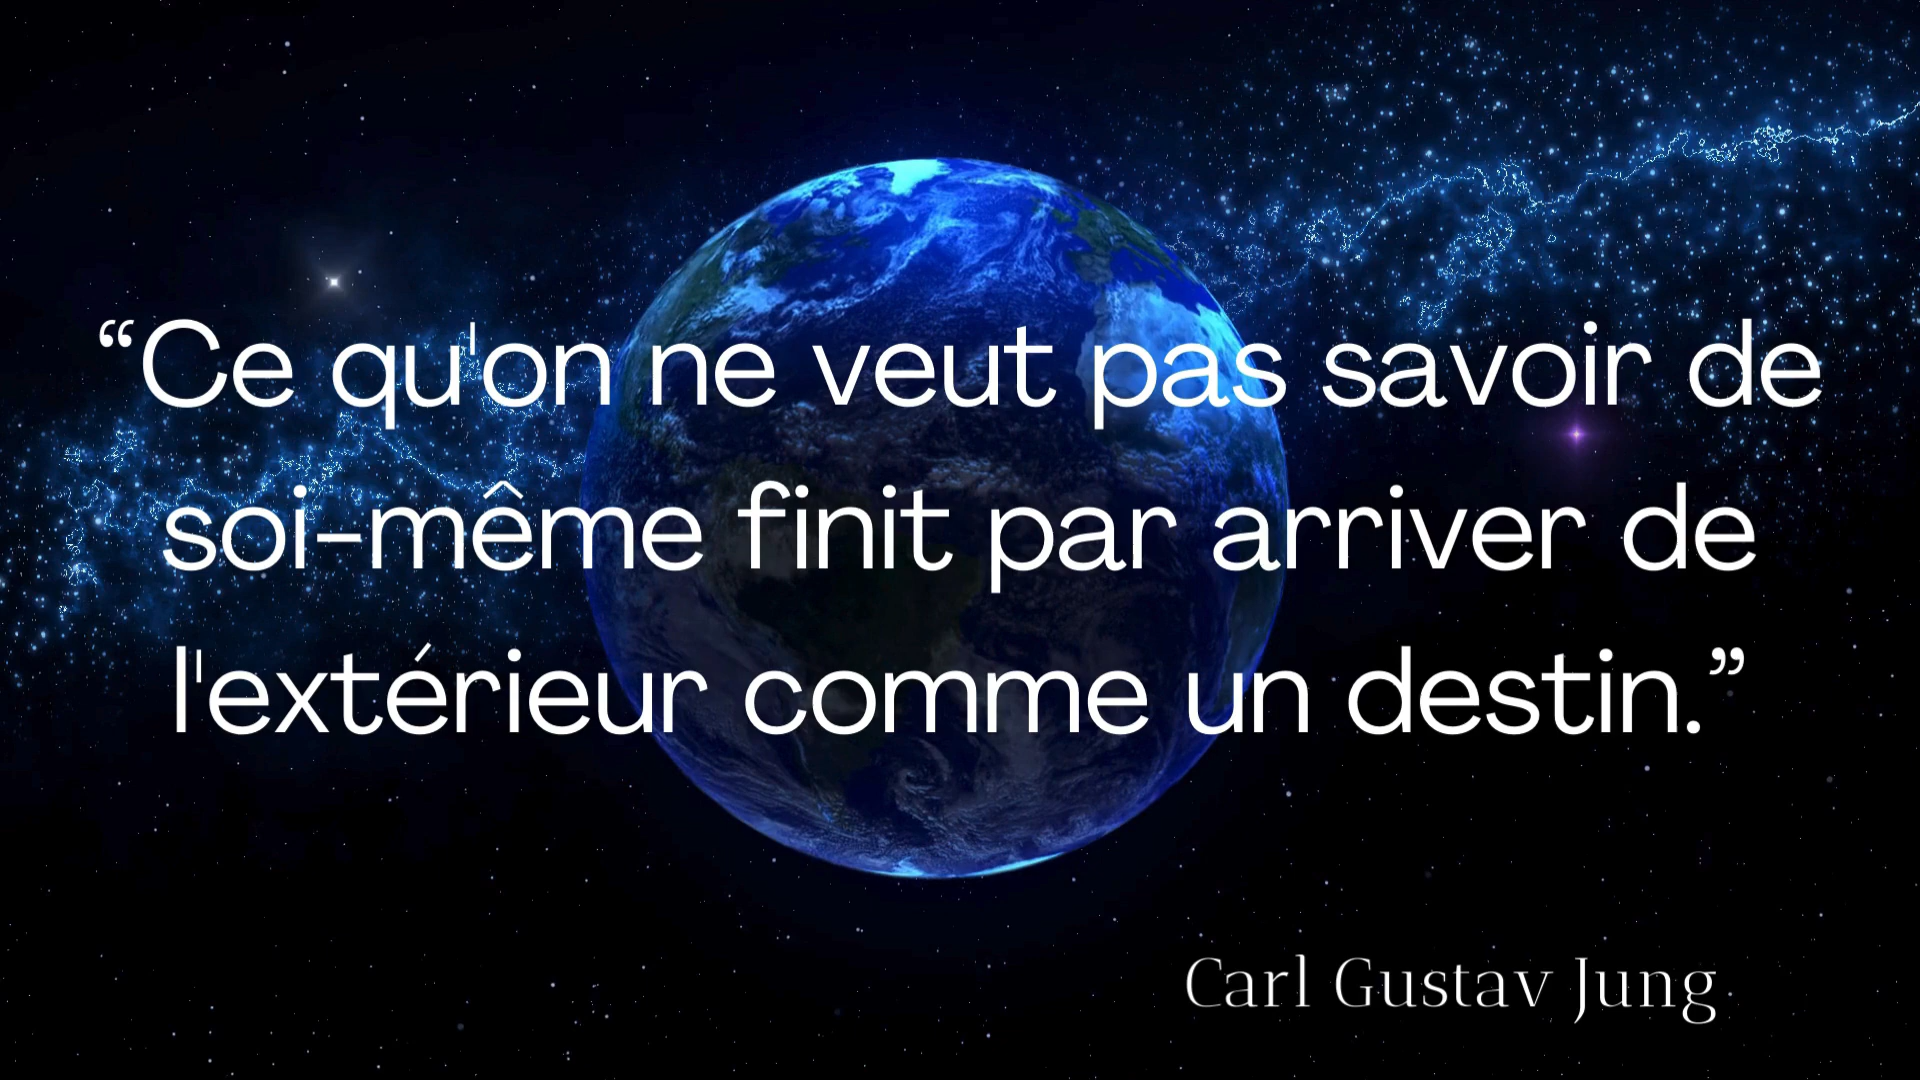 “Ce qu'on ne veut pas savoir de
soi-même finit par arriver de
l'extérieur comme un destin.”
Carl Gustav Jung